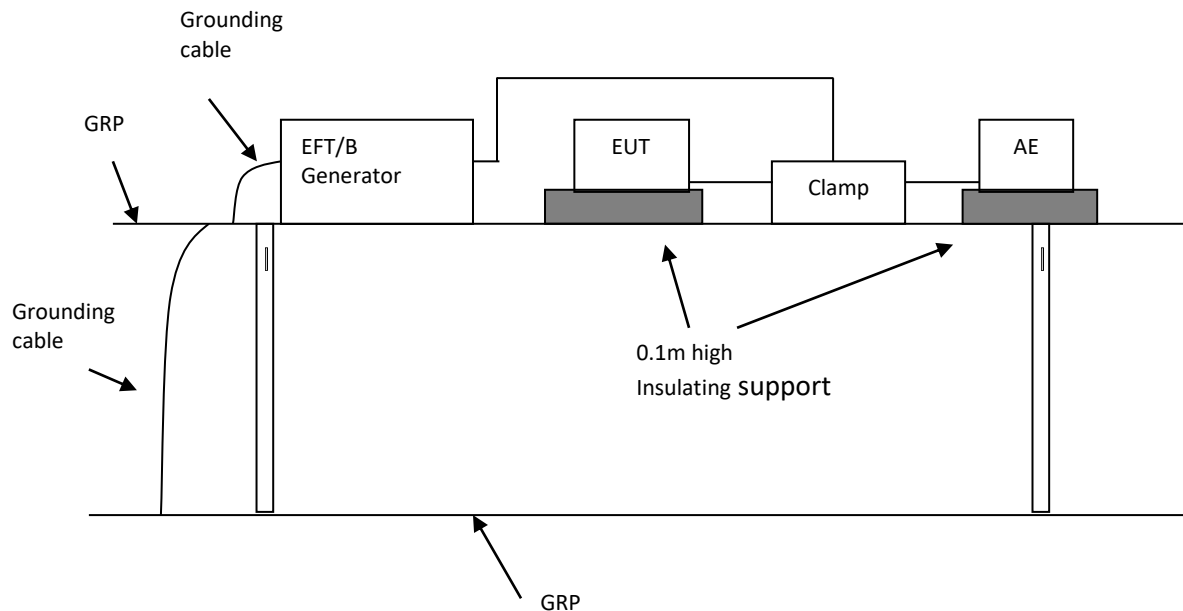 Grounding
cable
GRP
EFT/B
Generator
EUT
AE
Clamp
Grounding
cable
0.1m high
Insulating support
GRP